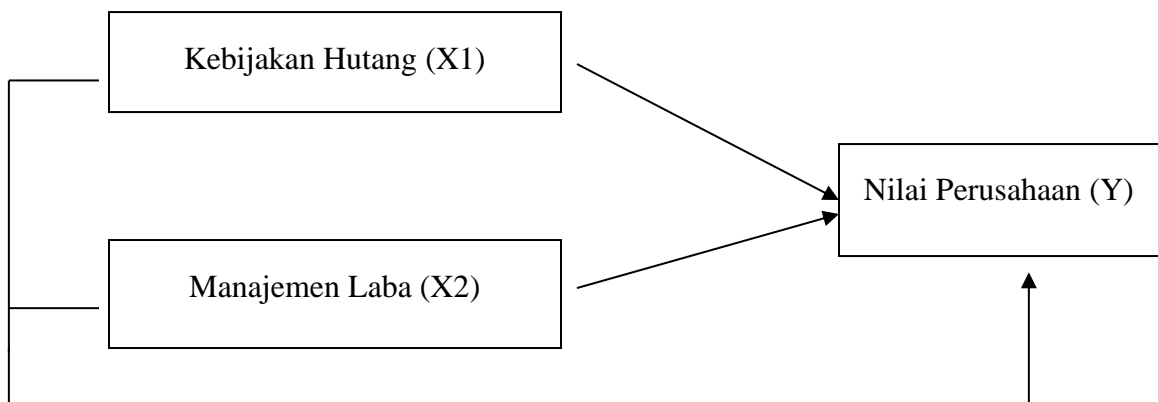 Kebijakan Hutang (X1)
Nilai Perusahaan (Y)
Manajemen Laba (X2)